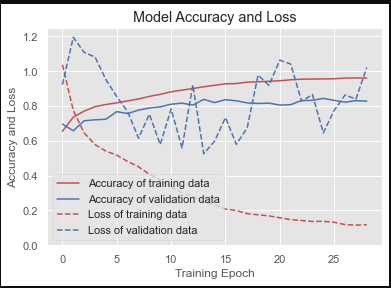 Model Accuracy and Loss
Accuracy and Loss
1.2
1.0
0.8
0.6
0.4
0.2
0.0
Accuracy of training data
Accuracy of validation data
Loss of training data
Loss of validation data
0 5 10 15 20 25
Training Epoch